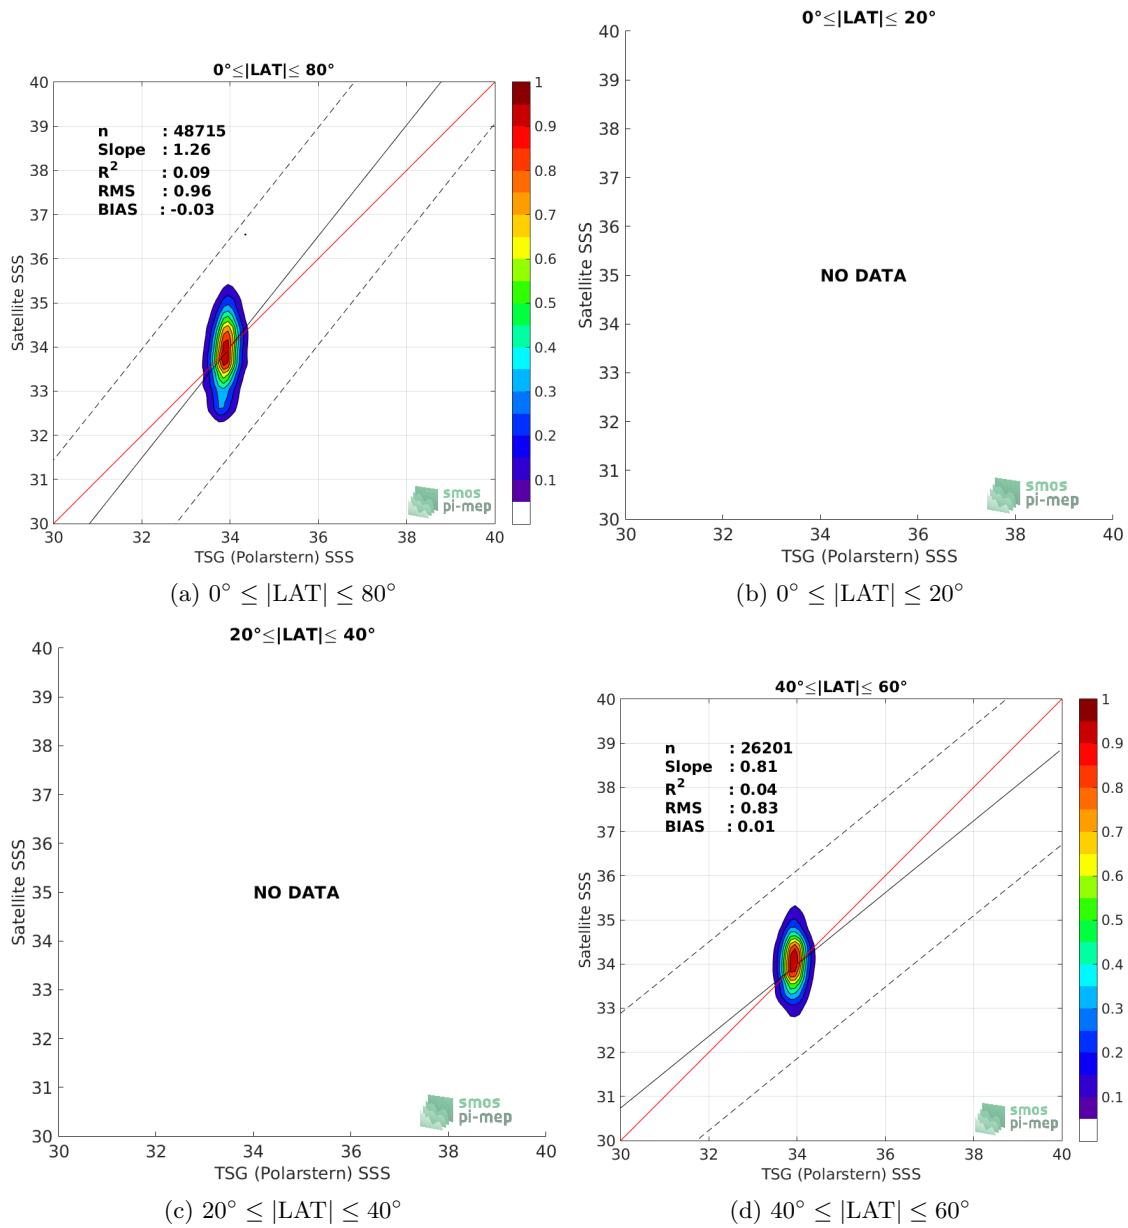 0°≤|LAT|≤ 80°
40
39
38
37
36
35
34
33
32
31
30
Satellite SSS
n : 48715
Slope : 1.26
R2 : 0.09
RMS : 0.96
BIAS : -0.03
smos
pi-mep
30 32 34 36 38 40
TSG (Polarstern) SSS
1
0.9
0.8
0.7
0.6
0.5
0.4
0.3
0.2
0.1
(a) 0° ≤ |LAT| ≤ 80°
0°≤|LAT|≤ 20°
40
39
38
37
36
35
34
33
32
31
30
Satellite SSS
NO DATA
smos
pi-mep
30 32 34 36 38 40
TSG (Polarstern) SSS
(b) 0° ≤ |LAT| ≤ 20°
20°≤|LAT|≤ 40°
40
39
38
37
36
35
34
33
32
31
30
Satellite SSS
NO DATA
smos
pi-mep
30 32 34 36 38 40
TSG (Polarstern) SSS
(c) 20° ≤ |LAT| ≤ 40°
40°≤|LAT|≤ 60°
40
39
38
37
36
35
34
33
32
31
30
Satellite SSS
n : 26201
Slope : 0.81
R2 : 0.04
RMS : 0.83
BIAS : 0.01
smos
pi-mep
30 32 34 36 38 40
TSG (Polarstern) SSS
1
0.9
0.8
0.7
0.6
0.5
0.4
0.3
0.2
0.1
(d) 40° ≤ |LAT| ≤ 60°